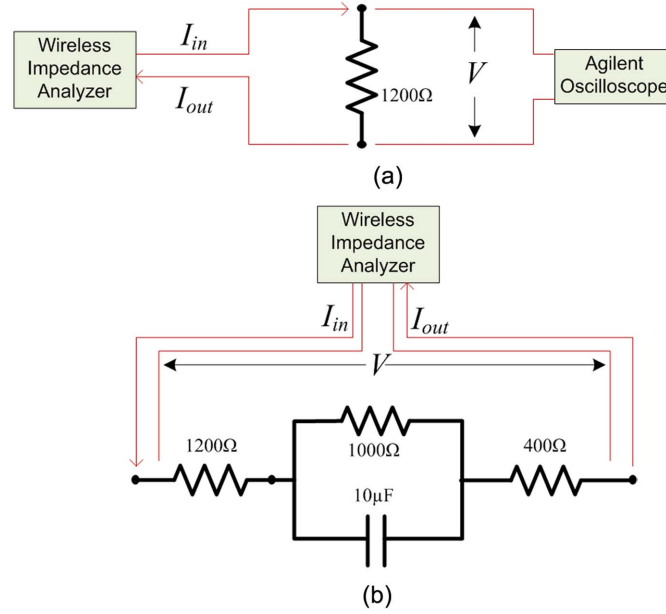 Wireless
Impedance
Analyzer
I_in
I_out
1200Ω
V
Agilent
Oscilloscope
(a)
Wireless
Impedance
Analyzer
I_in
I_out
V
1200Ω
1000Ω
400Ω
10µF
(b)